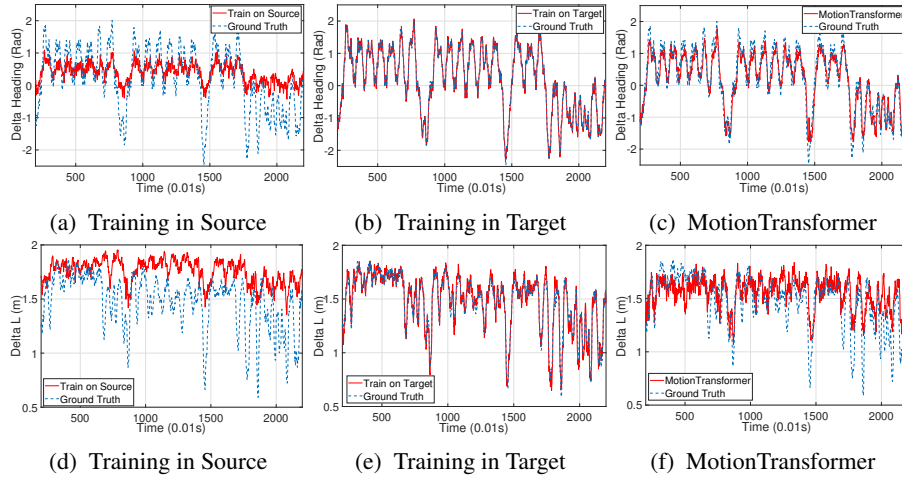 Train on Source
Ground Truth
Delta Heading (Rad)
2
1
0
-1
-2
500
1000
1500
2000
Time (0.01s)
(a) Training in Source
Train on Target
Ground Truth
Delta Heading (Rad)
2
1
0
-1
-2
500
1000
1500
2000
Time (0.01s)
(b) Training in Target
MotionTransformer
Ground Truth
Delta Heading (Rad)
2
1
0
-1
-2
500
1000
1500
2000
Time (0.01s)
(c) MotionTransformer
Delta L (m)
2
1.5
1
0.5
Train on Source
Ground Truth
500
1000
1500
2000
Time (0.01s)
(d) Training in Source
Delta L (m)
2
1.5
1
0.5
Train on Target
Ground Truth
500
1000
1500
2000
Time (0.01s)
(e) Training in Target
Delta L (m)
2
1.5
1
0.5
MotionTransformer
Ground Truth
500
1000
1500
2000
Time (0.01s)
(f) MotionTransformer